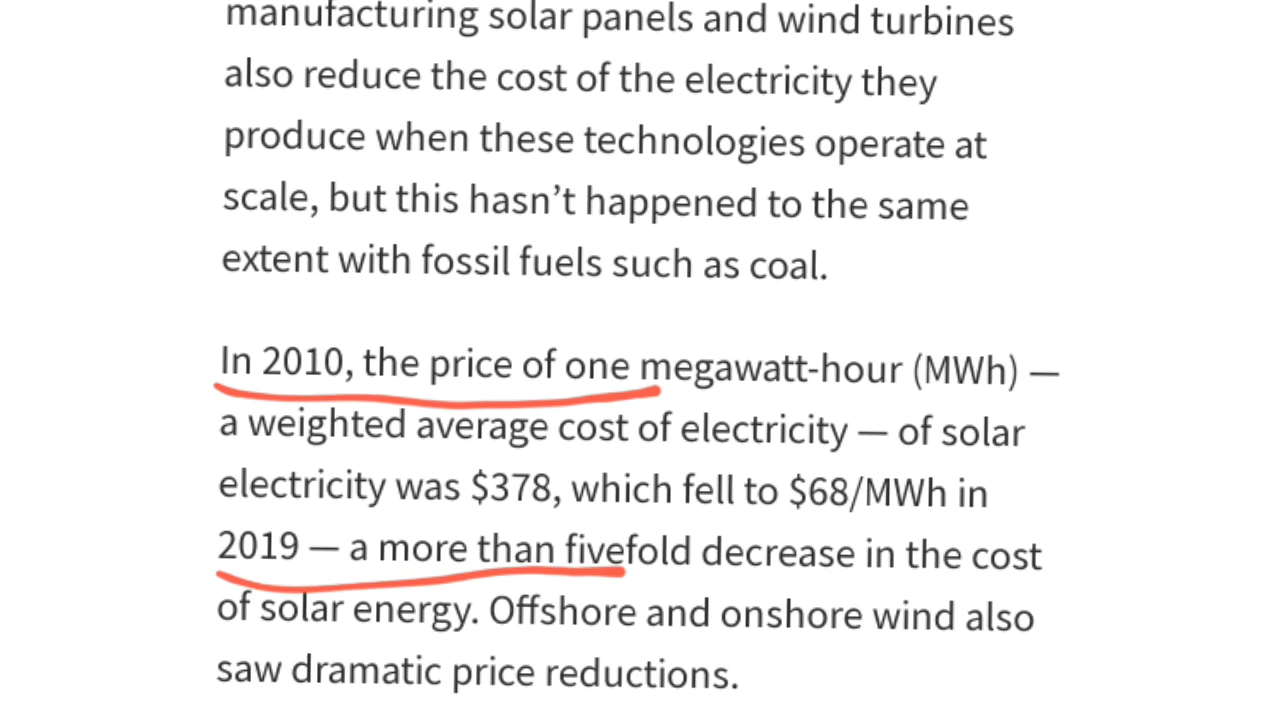 manufacturing solar panels and wind turbines
also reduce the cost of the electricity they
produce when these technologies operate at
scale, but this hasn’t happened to the same
extent with fossil fuels such as coal.
In 2010, the price of one megawatt-hour (MWh) —
a weighted average cost of electricity — of solar
electricity was $378, which fell to $68/MWh in
2019 — a more than fivefold decrease in the cost
of solar energy. Offshore and onshore wind also
saw dramatic price reductions.